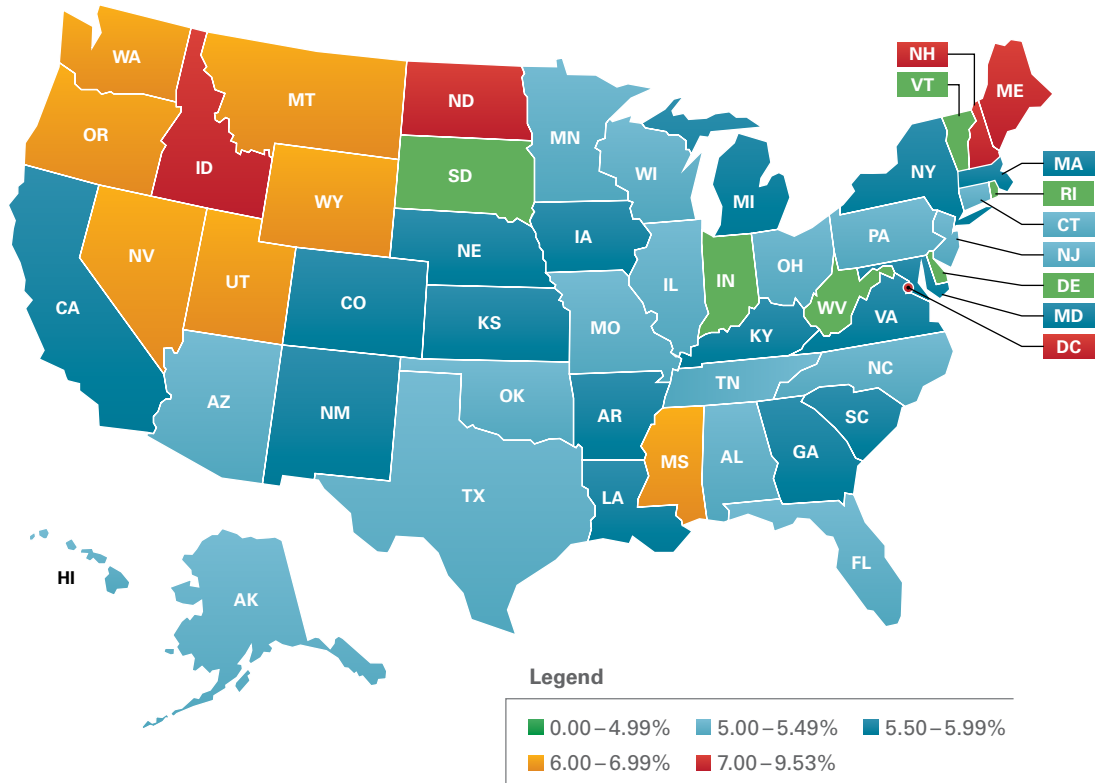 WA
MT
ND
MN
NH
VT
ME
OR
ID
SD
WI
NY
MA
MI
WY
RI
CT
NJ
PA
NV
NE
IA
UT
IL
IN
OH
DE
CA
CO
KS
MO
WV
VA
MD
KY
DC
AZ
NM
OK
TN
NC
AR
SC
MS
AL
GA
TX
LA
FL
HI
AK
Legend
0.00–4.99% 5.00–5.49% 5.50–5.99%
6.00–6.99% 7.00–9.53%